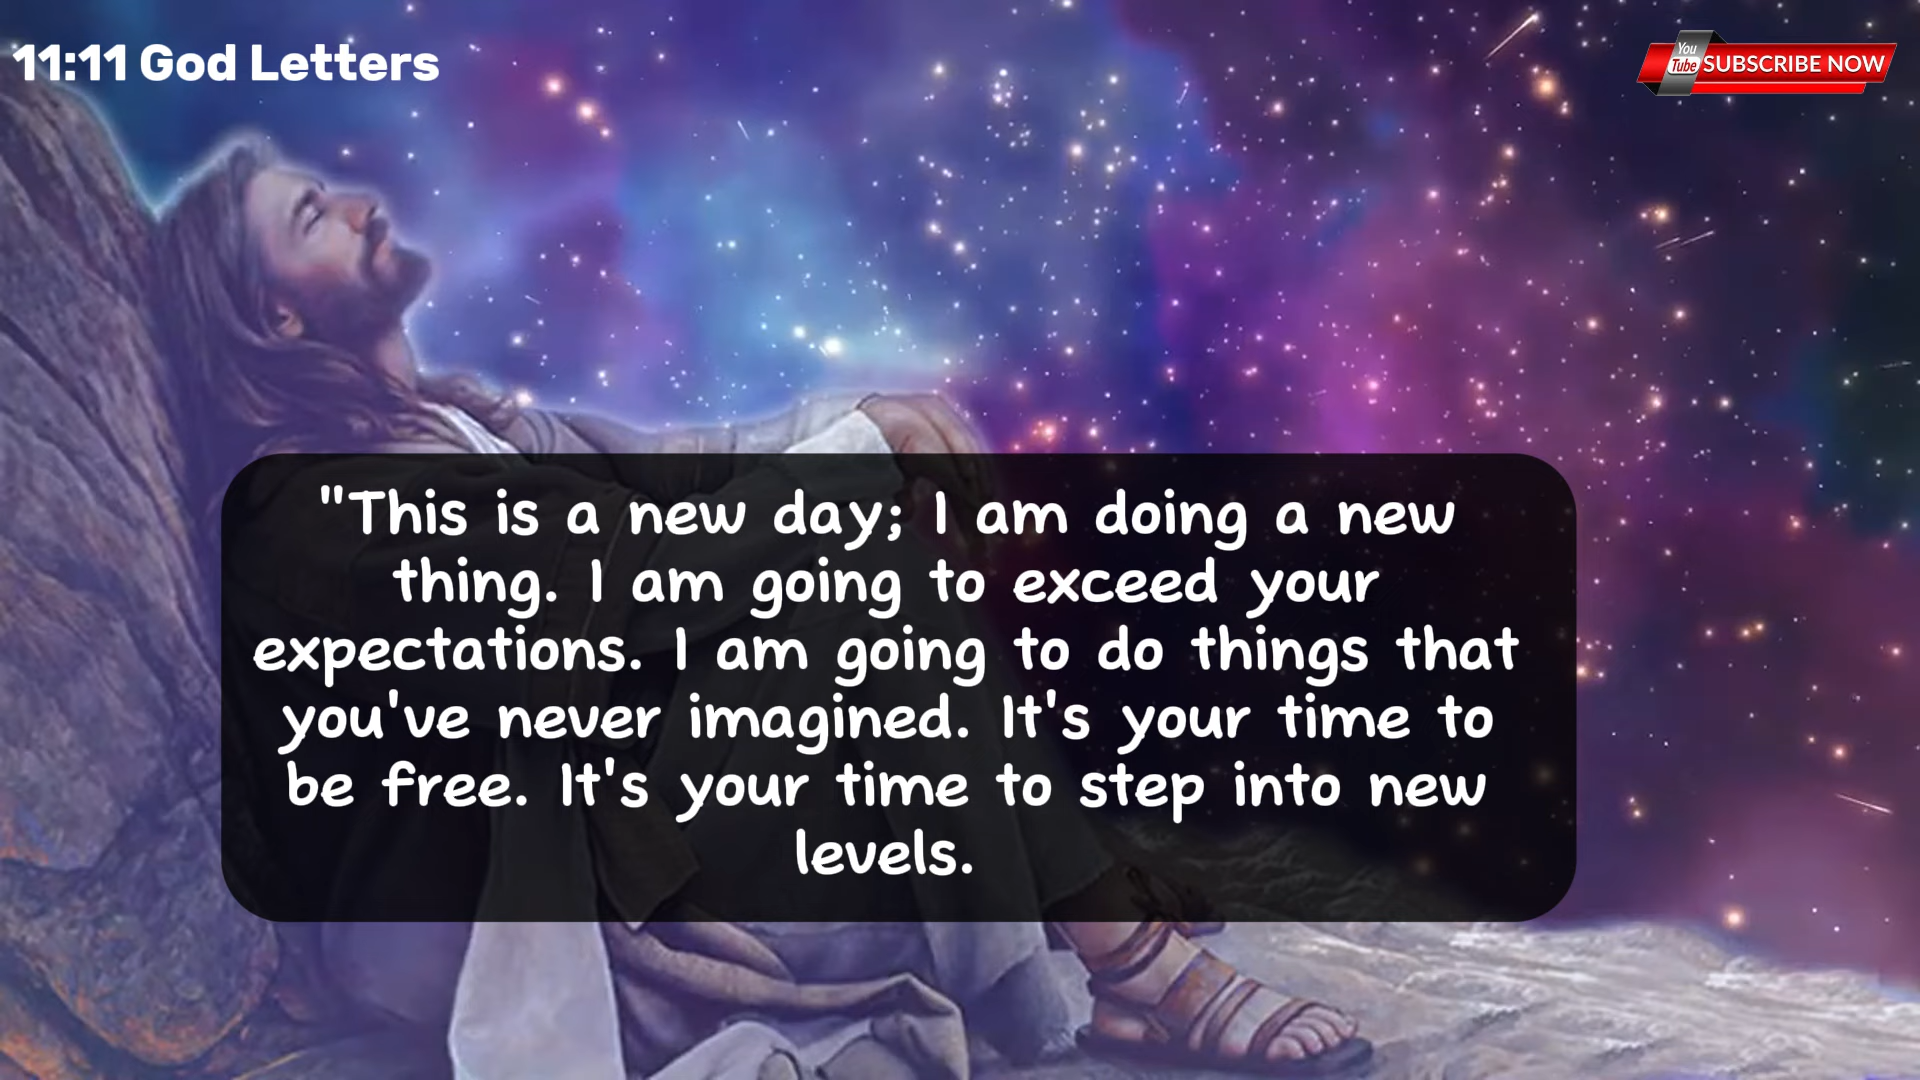 11:11 God Letters
You
Tube
SUBSCRIBE NOW
"This is a new day; I am doing a new
thing. I am going to exceed your
expectations. I am going to do things that
you've never imagined. It's your time to
be free. It's your time to step into new
levels.